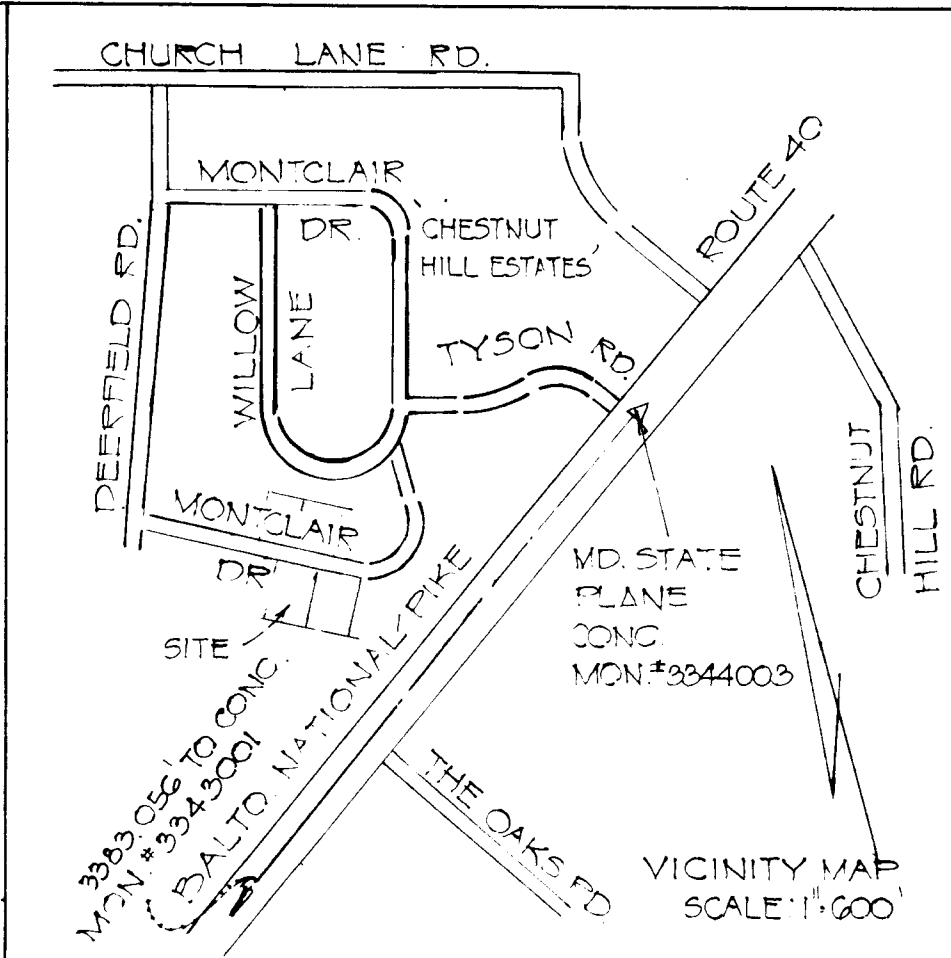 CHURCH LANE RD.
ROUTE 40
MONTCLAIR
DR.
'CHESTNUT
HILL ESTATES'
DEERFIELD RD.
WILLOW
LANE
TYSON RD.
CHESTNUT
HILL RD.
MONTCLAIR
DR.
SITE
MD. STATE
PLANE
CONC.
MON.#3344003
BALTO. NATIONAL PIKE
3383.056' TO CONC.
MON.#3343001
THE OAKS RD
VICINITY MAP
SCALE: 1"=600'